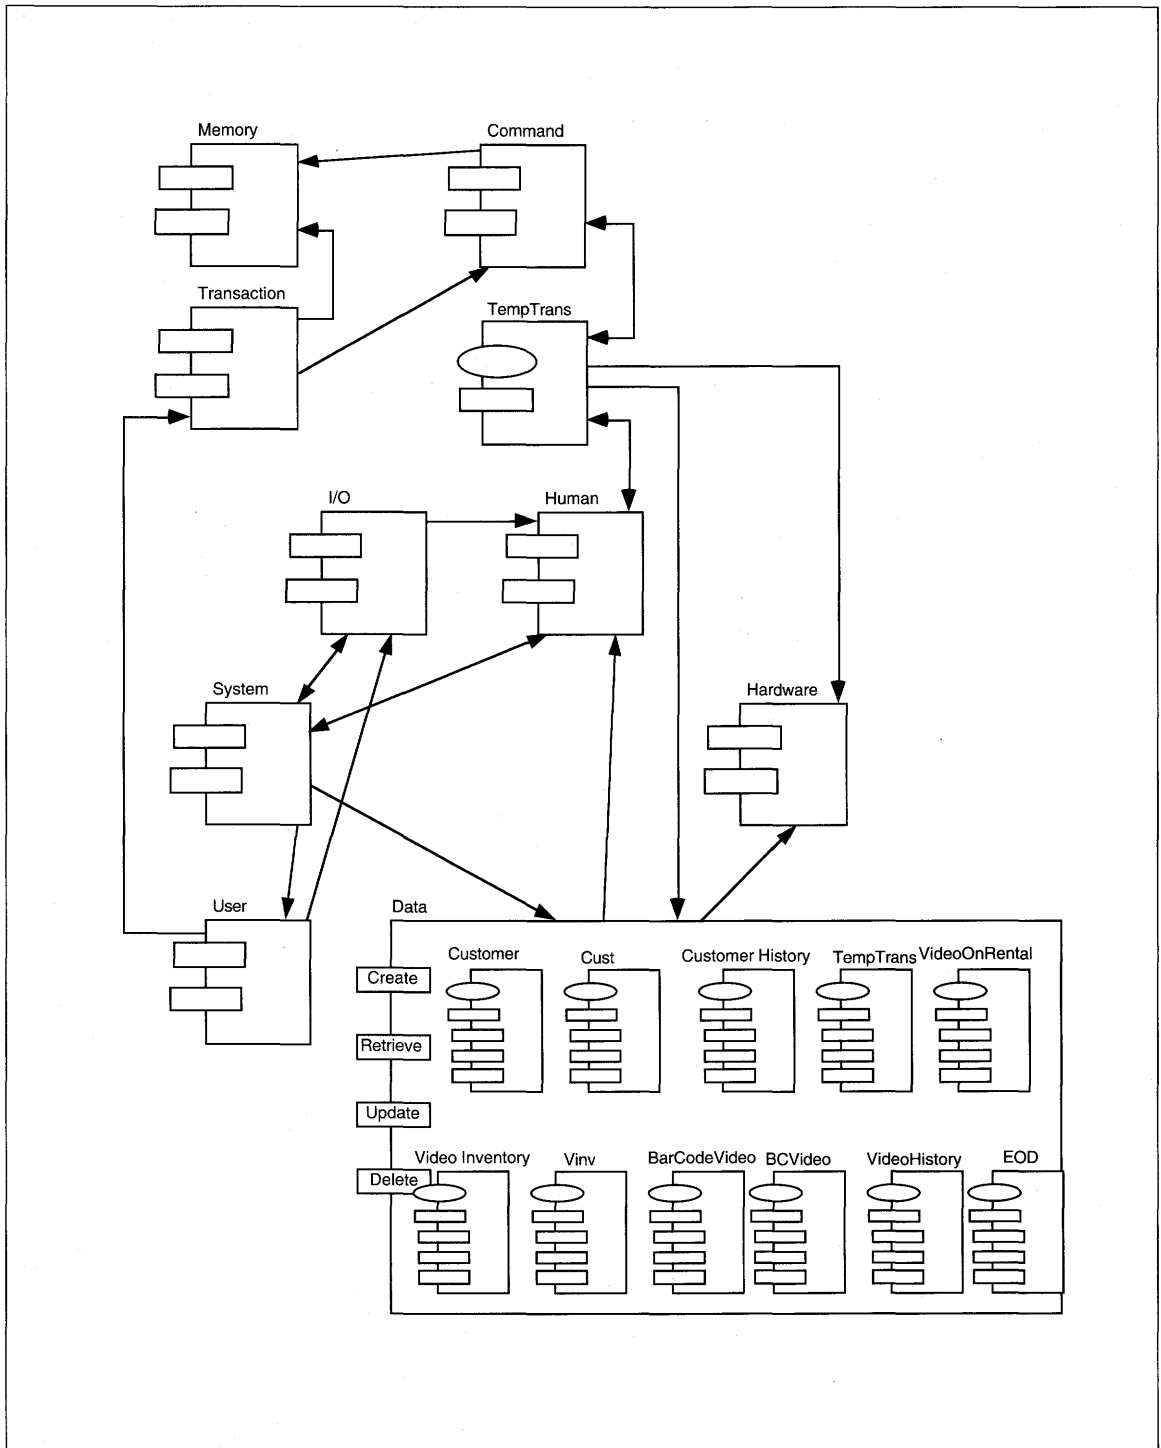 Memory
Command
Transaction
TempTrans
I/O
Human
System
Hardware
User
Data
Create
Retrieve
Update
Delete
Customer
Cust
Customer History
TempTrans
VideoOnRental
Video Inventory
Vinv
BarCodeVideo
BCVideo
VideoHistory
EOD